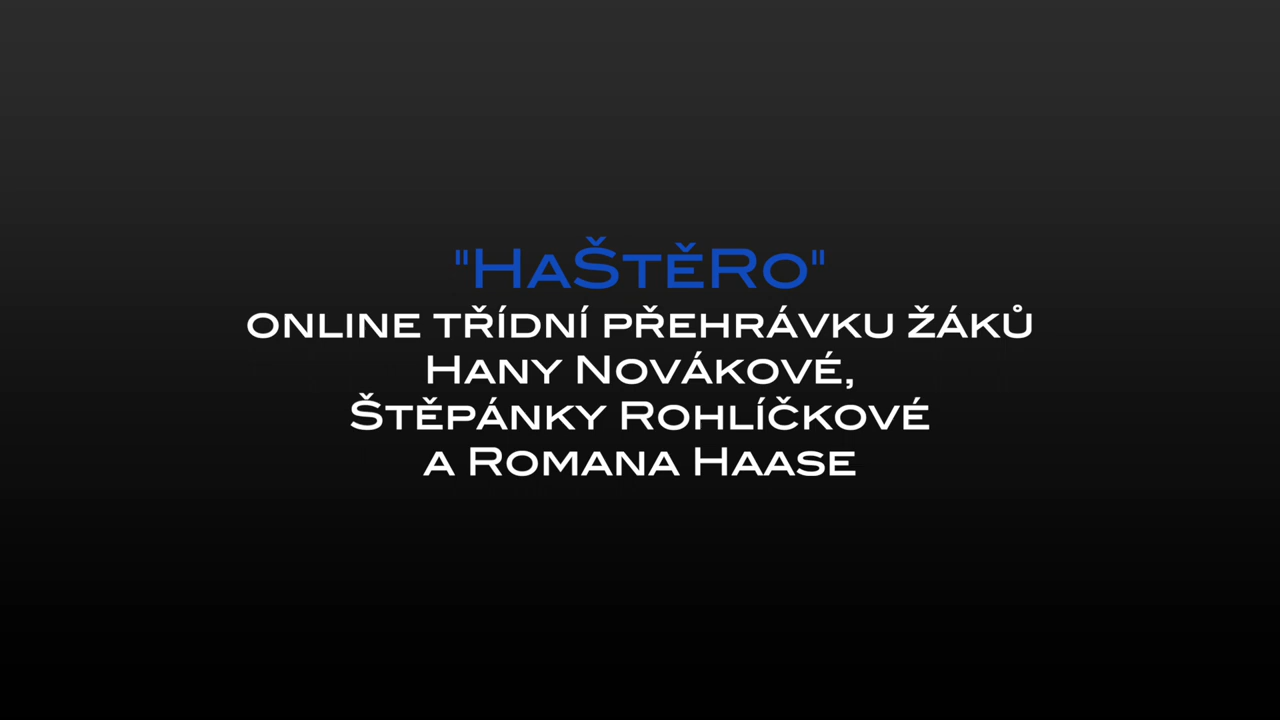 "HaŠtěRo"
online třídní přehrávku žáků
Hany Novákové,
Štěpánky Rohlíčkové
a Romana Haase